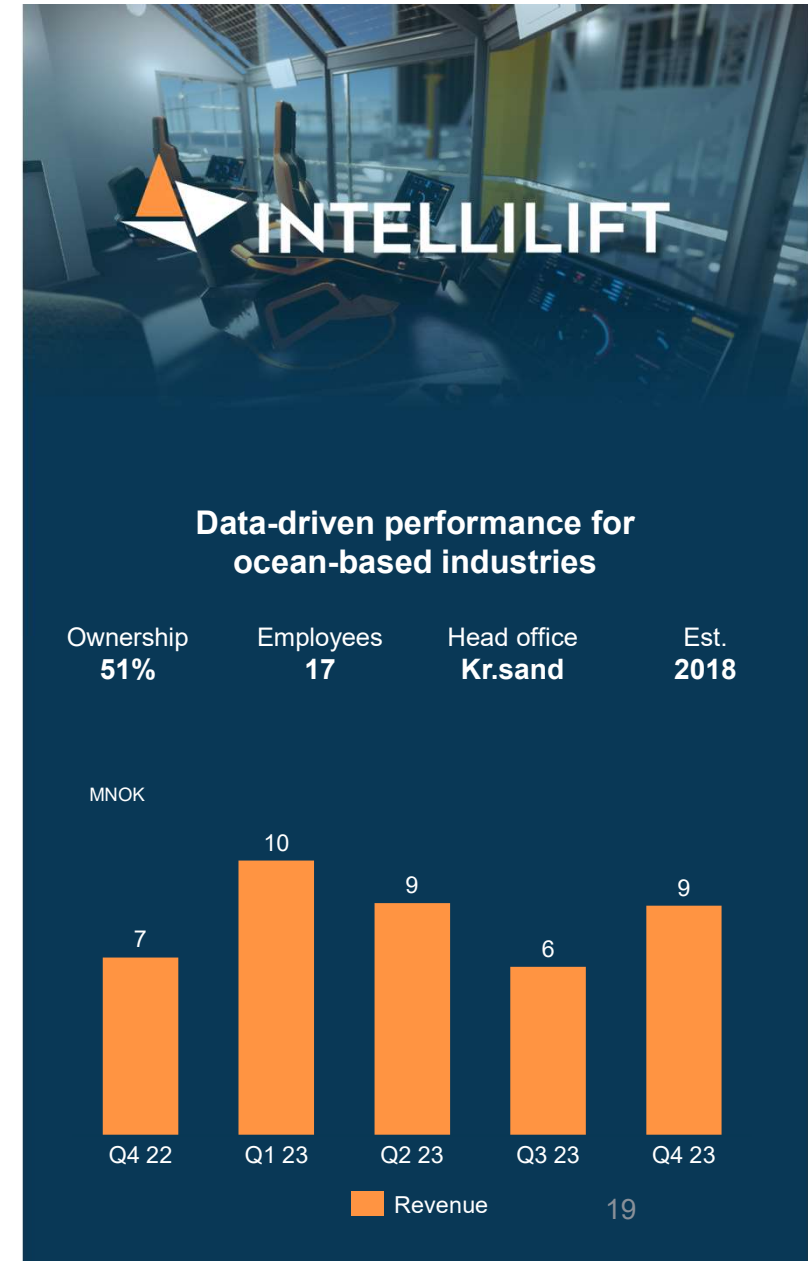 INTELLILIFT
Data-driven performance for
ocean-based industries
Ownership Employees Head office Est.
51% 17 Kr.sand 2018
MNOK
10
9
9
7
6
Q4 22 Q1 23 Q2 23 Q3 23 Q4 23
Revenue
19